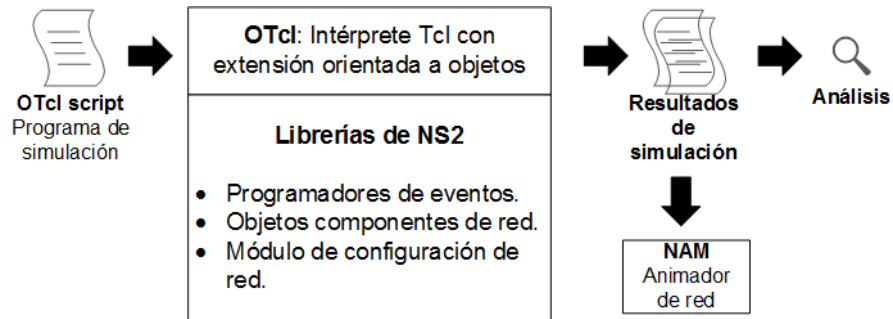 OTcl script
Programa de
simulación
OTcl: Intérprete Tcl con
extensión orientada a objetos
Librerías de NS2
• Programadores de eventos.
• Objetos componentes de red.
• Módulo de configuración de
red.
Resultados
de
simulación
NAM
Animador
de red
Análisis